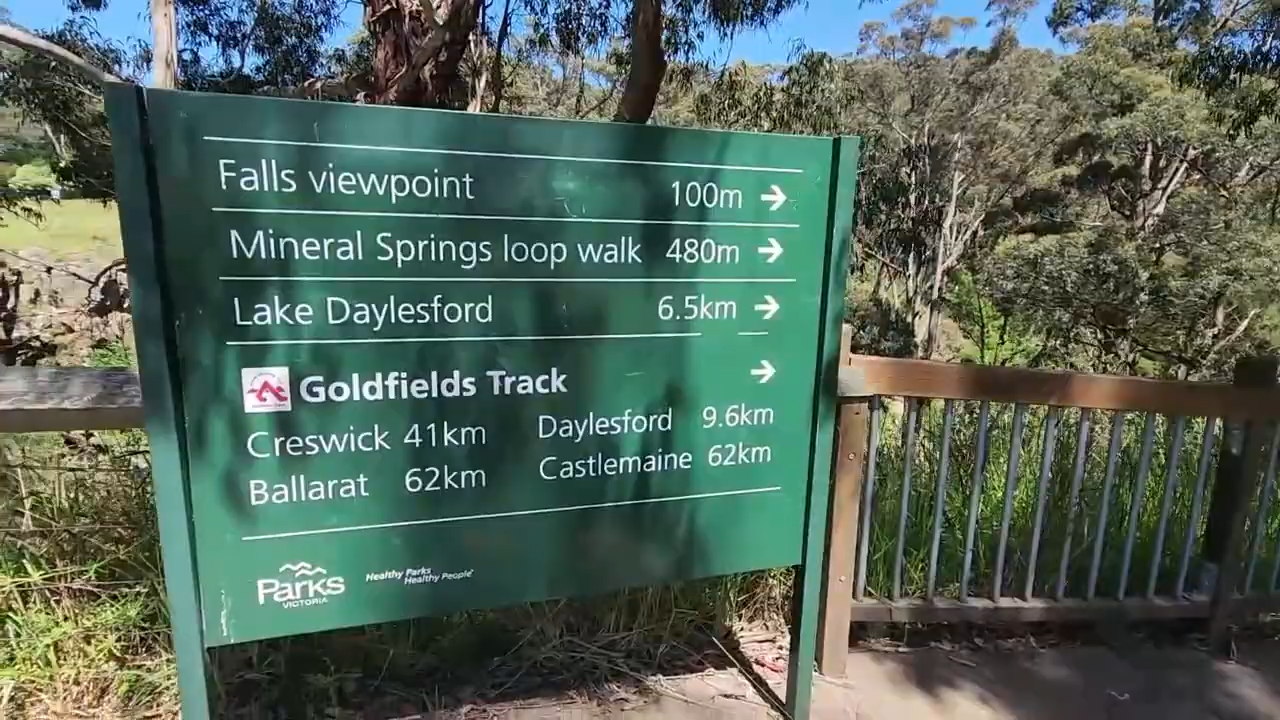 Falls viewpoint 100m →
Mineral Springs loop walk 480m →
Lake Daylesford 6.5km →
Goldfields Track →
Creswick 41km Daylesford 9.6km
Ballarat 62km Castlemaine 62km
Parks
VICTORIA
Healthy Parks
Healthy People